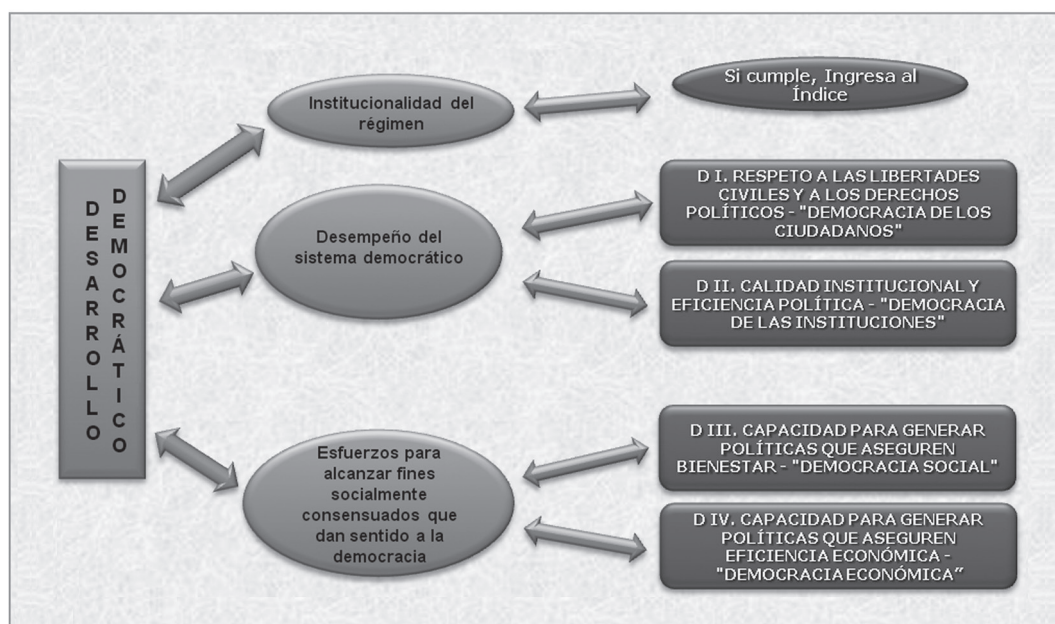 DESARROLLO
DEMOCRÁTICO
Institucionalidad del
régimen
Si cumple, Ingresa al
Índice
Desempeño del
sistema democrático
D I. RESPETO A LAS LIBERTADES
CIVILES Y A LOS DERECHOS
POLÍTICOS - "DEMOCRACIA DE LOS
CIUDADANOS"
D II. CALIDAD INSTITUCIONAL Y
EFICIENCIA POLÍTICA - "DEMOCRACIA
DE LAS INSTITUCIONES"
Esfuerzos para
alcanzar fines
socialmente
consensuados que
dan sentido a la
democracia
D III. CAPACIDAD PARA GENERAR
POLÍTICAS QUE ASEGUREN
BIENESTAR - "DEMOCRACIA SOCIAL"
D IV. CAPACIDAD PARA GENERAR
POLÍTICAS QUE ASEGUREN
EFICIENCIA ECONÓMICA -
"DEMOCRACIA ECONÓMICA”